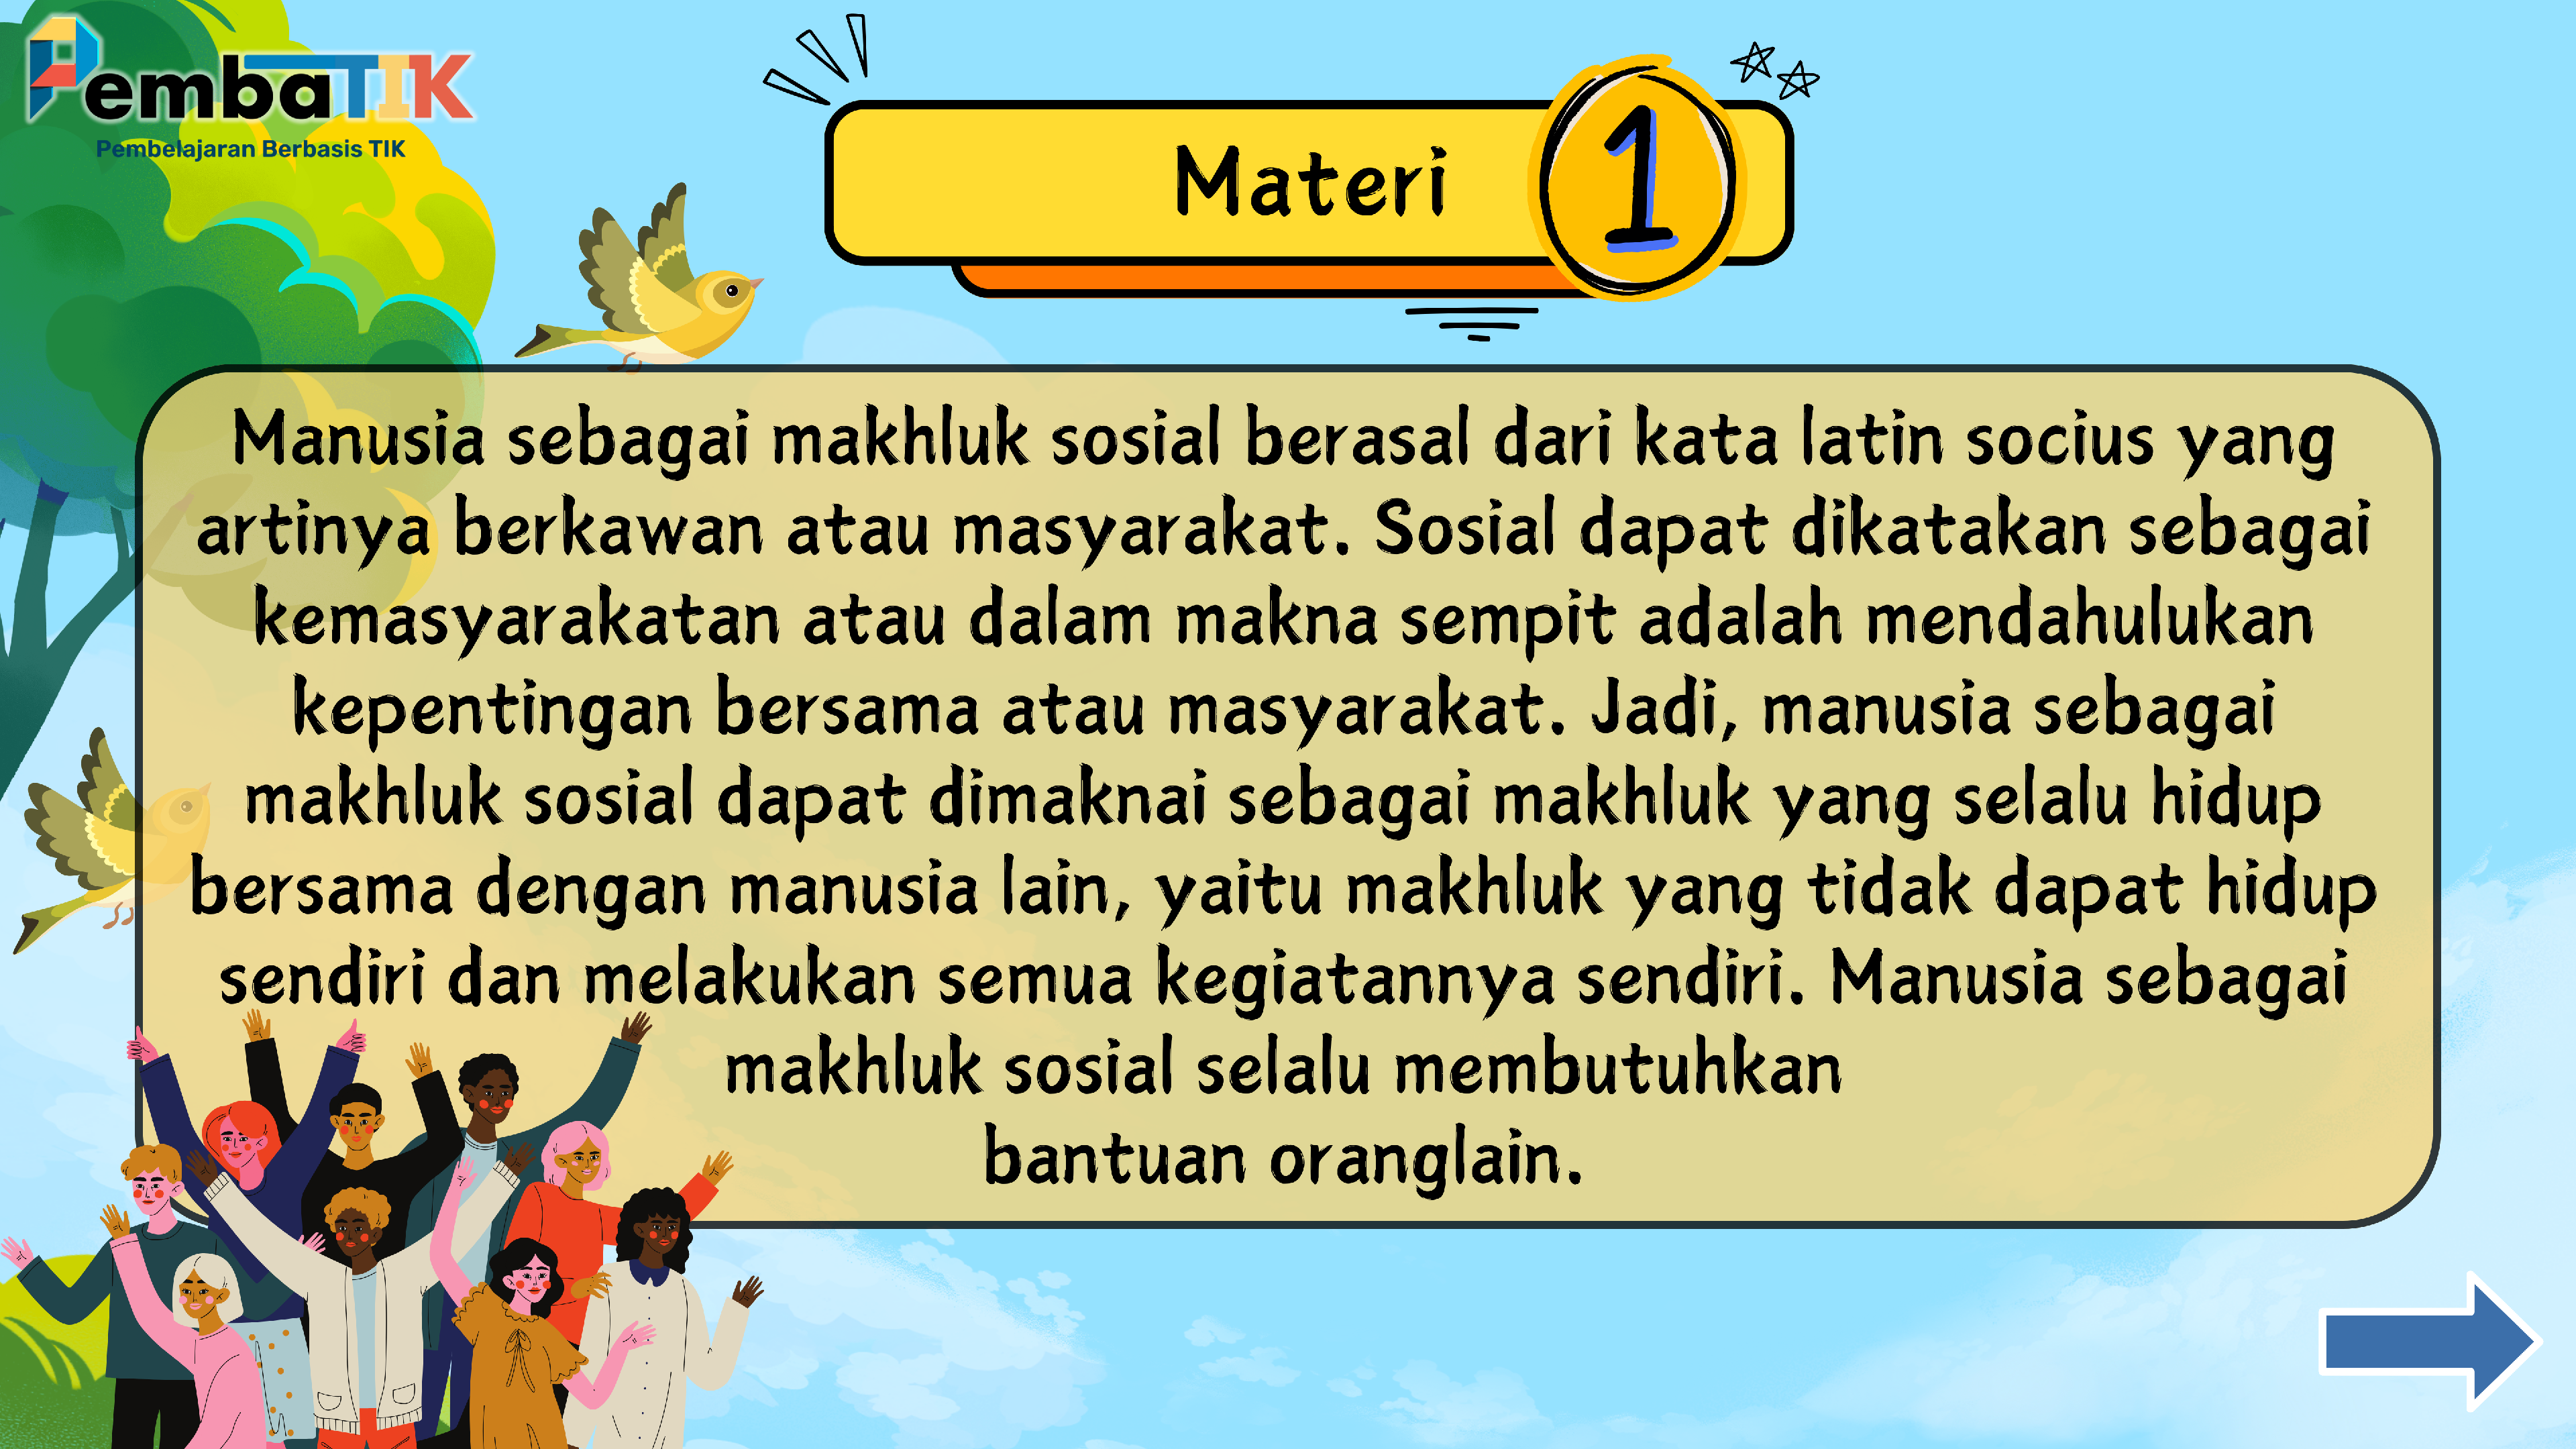 PembaTIK
Pembelajaran Berbasis TIK
Materi 1
Manusia sebagai makhluk sosial berasal dari kata latin socius yang
artinya berkawan atau masyarakat. Sosial dapat dikatakan sebagai
kemasyarakatan atau dalam makna sempit adalah mendahulukan
kepentingan bersama atau masyarakat. Jadi, manusia sebagai
makhluk sosial dapat dimaknai sebagai makhluk yang selalu hidup
bersama dengan manusia lain, yaitu makhluk yang tidak dapat hidup
sendiri dan melakukan semua kegiatannya sendiri. Manusia sebagai
makhluk sosial selalu membutuhkan
bantuan oranglain.